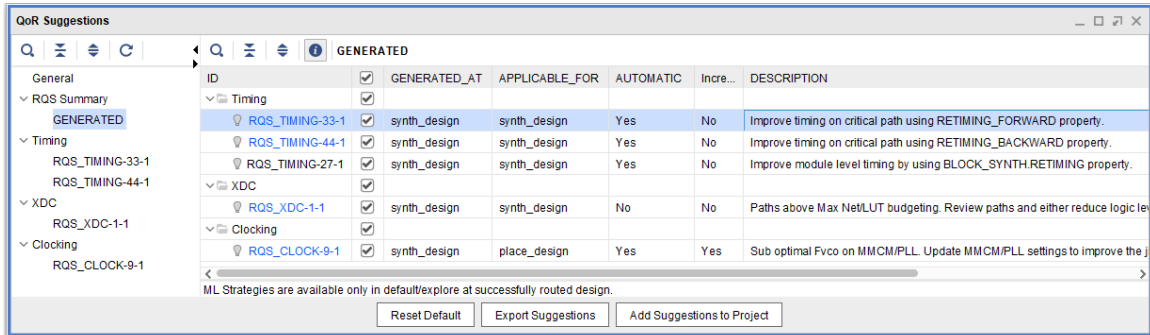 QoR Suggestions
GENERATED
General
RQS Summary
GENERATED
Timing
RQS_TIMING-33-1
RQS_TIMING-44-1
XDC
RQS_XDC-1-1
Clocking
RQS_CLOCK-9-1
ID GENERATED_AT APPLICABLE_FOR AUTOMATIC Incre... DESCRIPTION
Timing
RQS_TIMING-33-1 synth_design synth_design Yes No Improve timing on critical path using RETIMING_FORWARD property.
RQS_TIMING-44-1 synth_design synth_design Yes No Improve timing on critical path using RETIMING_BACKWARD property.
RQS_TIMING-27-1 synth_design synth_design Yes No Improve module level timing by using BLOCK_SYNTH.RETIMING property.
XDC
RQS_XDC-1-1 synth_design synth_design No No Paths above Max Net/LUT budgeting. Review paths and either reduce logic lev
Clocking
RQS_CLOCK-9-1 synth_design place_design Yes Yes Sub optimal Fvco on MMCM/PLL. Update MMCM/PLL settings to improve the j
ML Strategies are available only in default/explore at successfully routed design.
Reset Default Export Suggestions Add Suggestions to Project